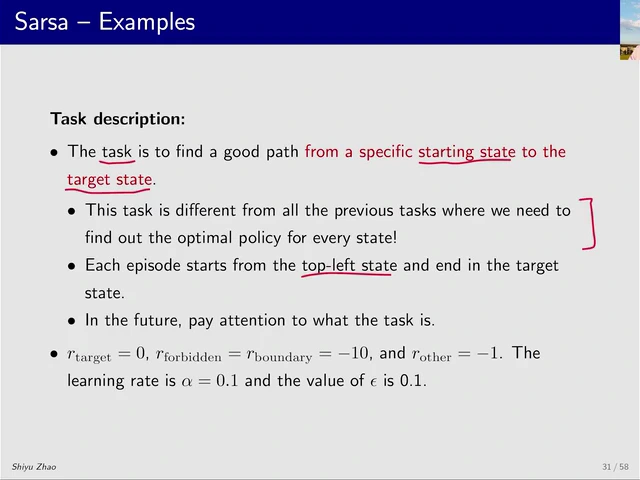 Sarsa – Examples
Task description:
• The task is to find a good path from a specific starting state to the
target state.
• This task is different from all the previous tasks where we need to
find out the optimal policy for every state!
• Each episode starts from the top-left state and end in the target
state.
• In the future, pay attention to what the task is.
• r_target = 0, r_forbidden = r_boundary = −10, and r_other = −1. The
learning rate is α = 0.1 and the value of ϵ is 0.1.
Shiyu Zhao
31 / 58